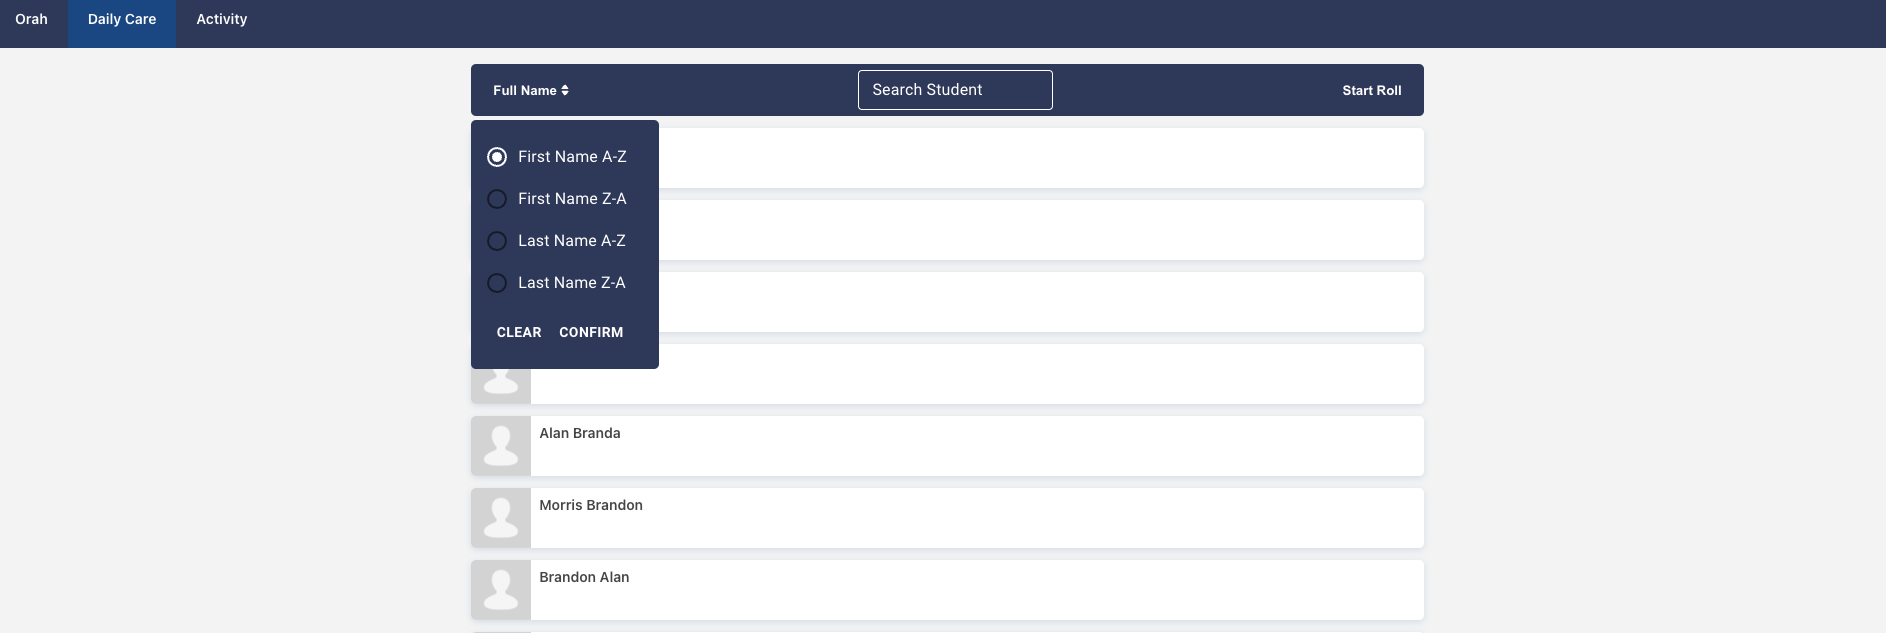 Orah Daily Care Activity
Full Name Search Student Start Roll
First Name A-Z
First Name Z-A
Last Name A-Z
Last Name Z-A
CLEAR CONFIRM
Alan Branda
Morris Brandon
Brandon Alan